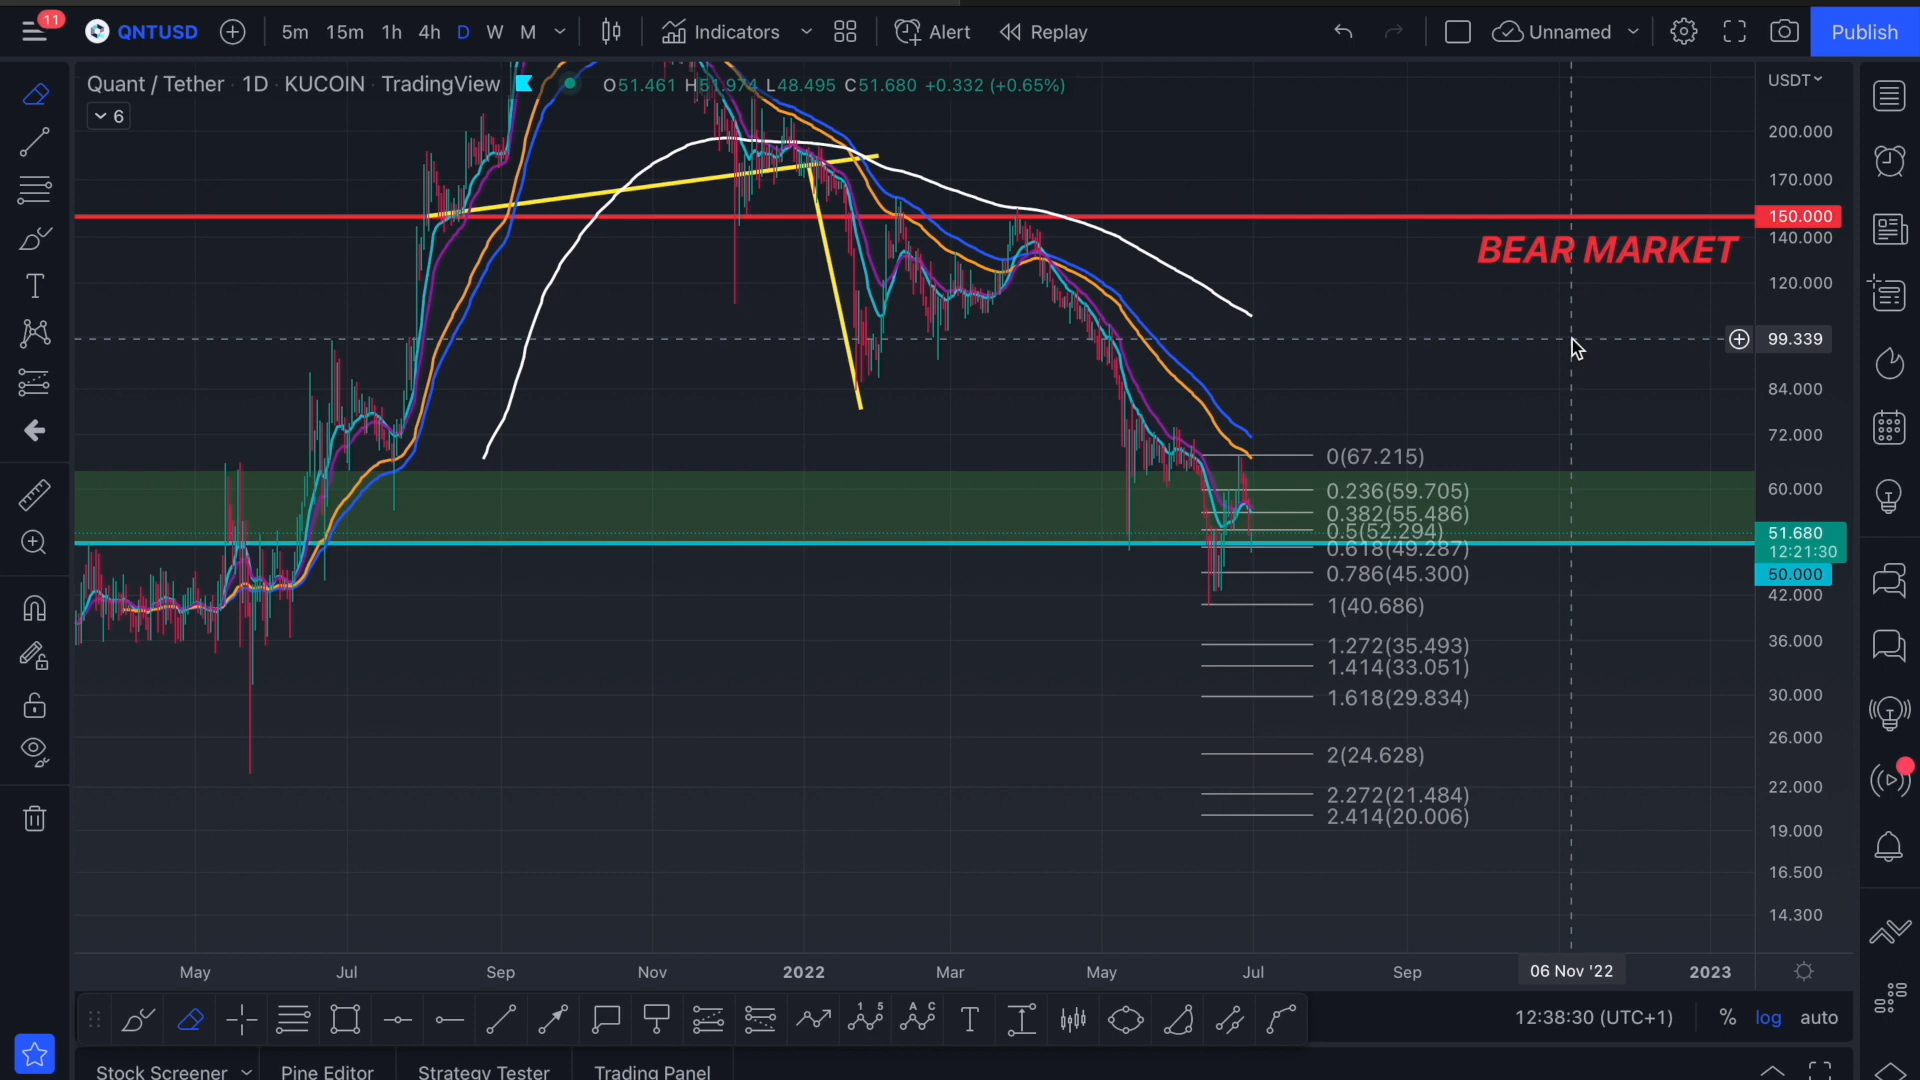 11
QNTUSD
5m 15m 1h 4h D W M
Indicators
Alert
Replay
Unnamed
Publish
Quant / Tether · 1D · KUCOIN · TradingView
O51.461 H51.974 L48.495 C51.680 +0.332 (+0.65%)
6
USDT
200.000
170.000
150.000
140.000
BEAR MARKET
120.000
99.339
84.000
72.000
0(67.215)
0.236(59.705)
60.000
0.382(55.486)
0.5(52.294)
51.680
0.618(49.287)
12:21:30
0.786(45.300)
50.000
42.000
1(40.686)
36.000
1.272(35.493)
1.414(33.051)
30.000
1.618(29.834)
26.000
2(24.628)
22.000
2.272(21.484)
2.414(20.006)
19.000
16.500
14.300
May Jul Sep Nov 2022 Mar May Jul Sep 06 Nov '22 2023
1 5
A C
T
12:38:30 (UTC+1)
% log auto
Stock Screener
Pine Editor
Strategy Tester
Trading Panel